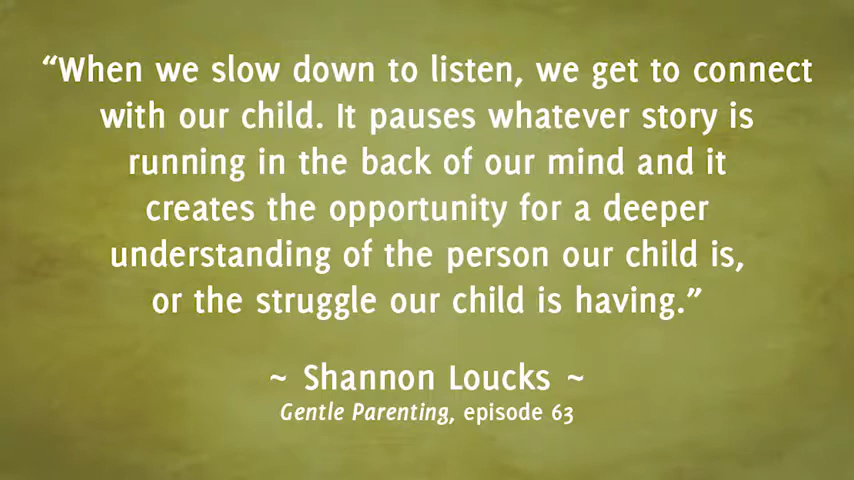 “When we slow down to listen, we get to connect
with our child. It pauses whatever story is
running in the back of our mind and it
creates the opportunity for a deeper
understanding of the person our child is,
or the struggle our child is having.”
~ Shannon Loucks ~
Gentle Parenting, episode 63